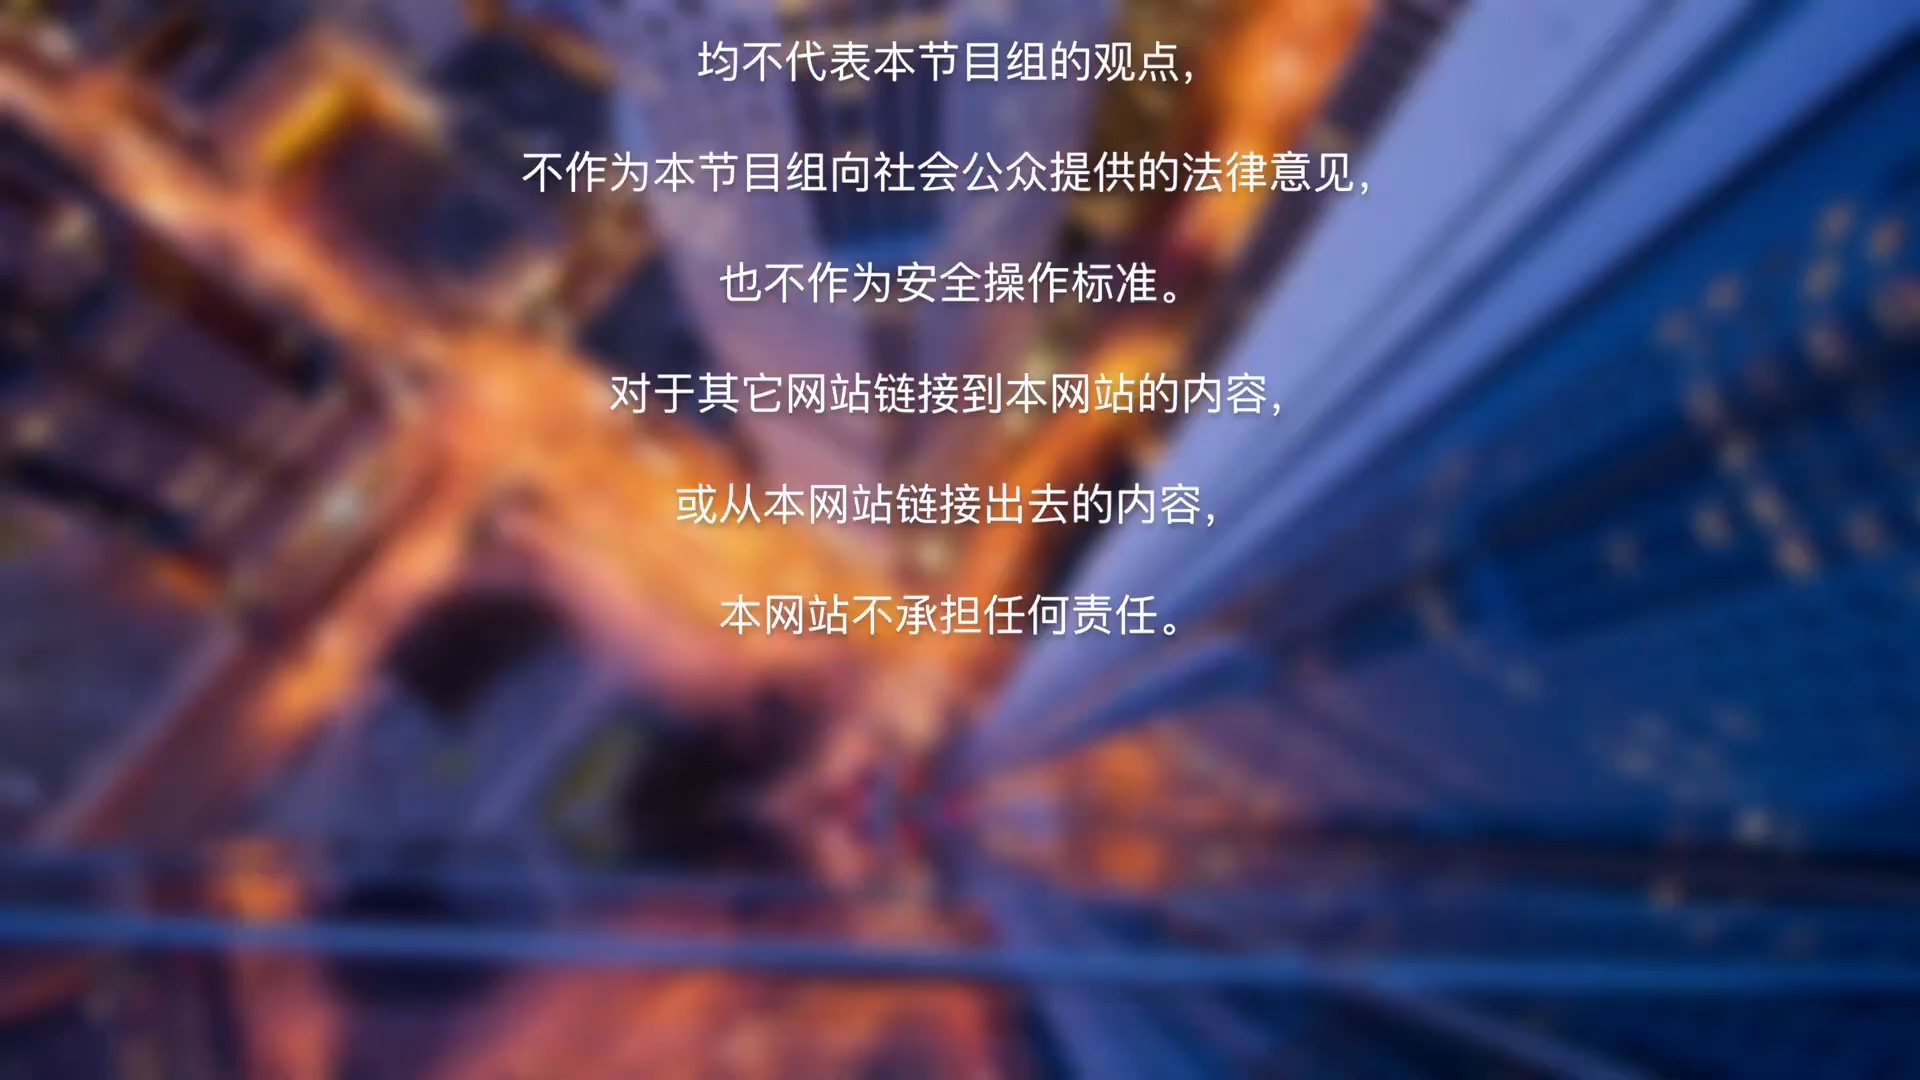 均不代表本节目组的观点，
不作为本节目组向社会公众提供的法律意见，
也不作为安全操作标准。
对于其它网站链接到本网站的内容，
或从本网站链接出去的内容，
本网站不承担任何责任。